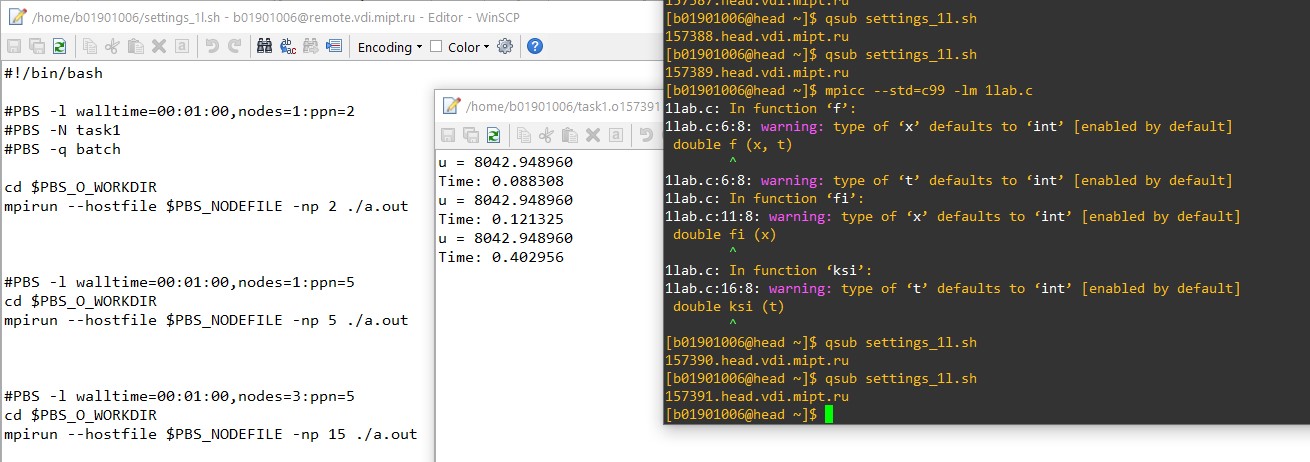 /home/b01901006/settings_1l.sh - b01901006@remote.vdi.mipt.ru - Editor - WinSCP
Encoding
Color
#!/bin/bash
#PBS -l walltime=00:01:00,nodes=1:ppn=2
#PBS -N task1
#PBS -q batch
cd $PBS_O_WORKDIR
mpirun --hostfile $PBS_NODEFILE -np 2 ./a.out
#PBS -l walltime=00:01:00,nodes=1:ppn=5
cd $PBS_O_WORKDIR
mpirun --hostfile $PBS_NODEFILE -np 5 ./a.out
#PBS -l walltime=00:01:00,nodes=3:ppn=5
cd $PBS_O_WORKDIR
mpirun --hostfile $PBS_NODEFILE -np 15 ./a.out
/home/b01901006/task1.o157391
u = 8042.948960
Time: 0.088308
u = 8042.948960
Time: 0.121325
u = 8042.948960
Time: 0.402956
157387.head.vdi.mipt.ru
[b01901006@head ~]$ qsub settings_1l.sh
157388.head.vdi.mipt.ru
[b01901006@head ~]$ qsub settings_1l.sh
157389.head.vdi.mipt.ru
[b01901006@head ~]$ mpicc --std=c99 -lm 1lab.c
1lab.c: In function ‘f’:
1lab.c:6:8: warning: type of ‘x’ defaults to ‘int’ [enabled by default]
double f (x, t)
^
1lab.c:6:8: warning: type of ‘t’ defaults to ‘int’ [enabled by default]
1lab.c: In function ‘fi’:
1lab.c:11:8: warning: type of ‘x’ defaults to ‘int’ [enabled by default]
double fi (x)
^
1lab.c: In function ‘ksi’:
1lab.c:16:8: warning: type of ‘t’ defaults to ‘int’ [enabled by default]
double ksi (t)
^
[b01901006@head ~]$ qsub settings_1l.sh
157390.head.vdi.mipt.ru
[b01901006@head ~]$ qsub settings_1l.sh
157391.head.vdi.mipt.ru
[b01901006@head ~]$